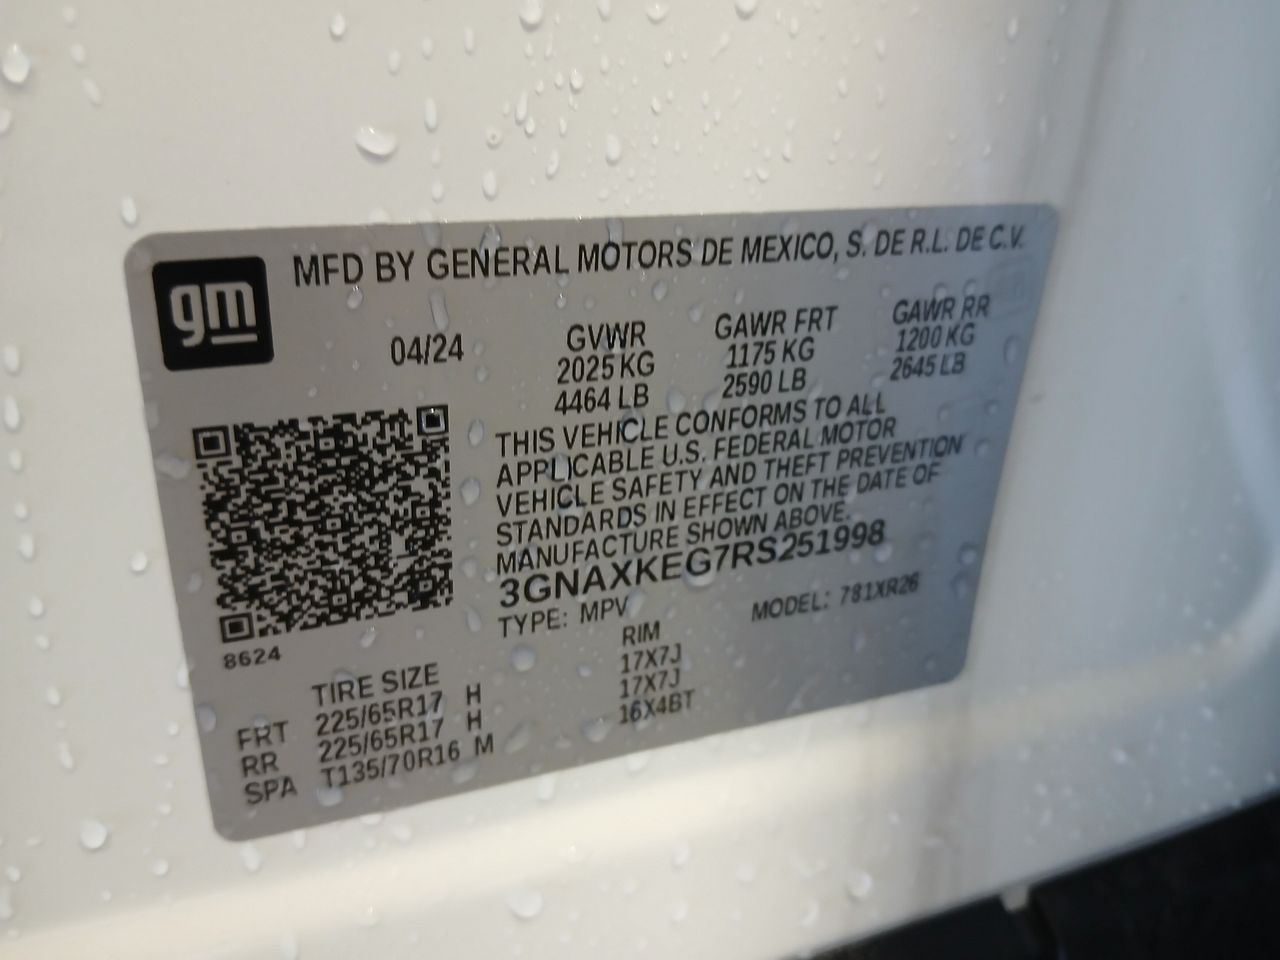 gm
MFD BY GENERAL MOTORS DE MEXICO, S. DE R.L. DE C.V.
04/24
GVWR
2025 KG
4464 LB
GAWR FRT
1175 KG
2590 LB
GAWR RR
1200 KG
2645 LB
THIS VEHICLE CONFORMS TO ALL
APPLICABLE U.S. FEDERAL MOTOR
VEHICLE SAFETY AND THEFT PREVENTION
STANDARDS IN EFFECT ON THE DATE OF
MANUFACTURE SHOWN ABOVE.
3GNAXKEG7RS251998
TYPE: MPV MODEL: 781XR26
8624
TIRE SIZE RIM
FRT 225/65R17 H 17X7J
RR 225/65R17 H 17X7J
SPA T135/70R16 M 16X4BT